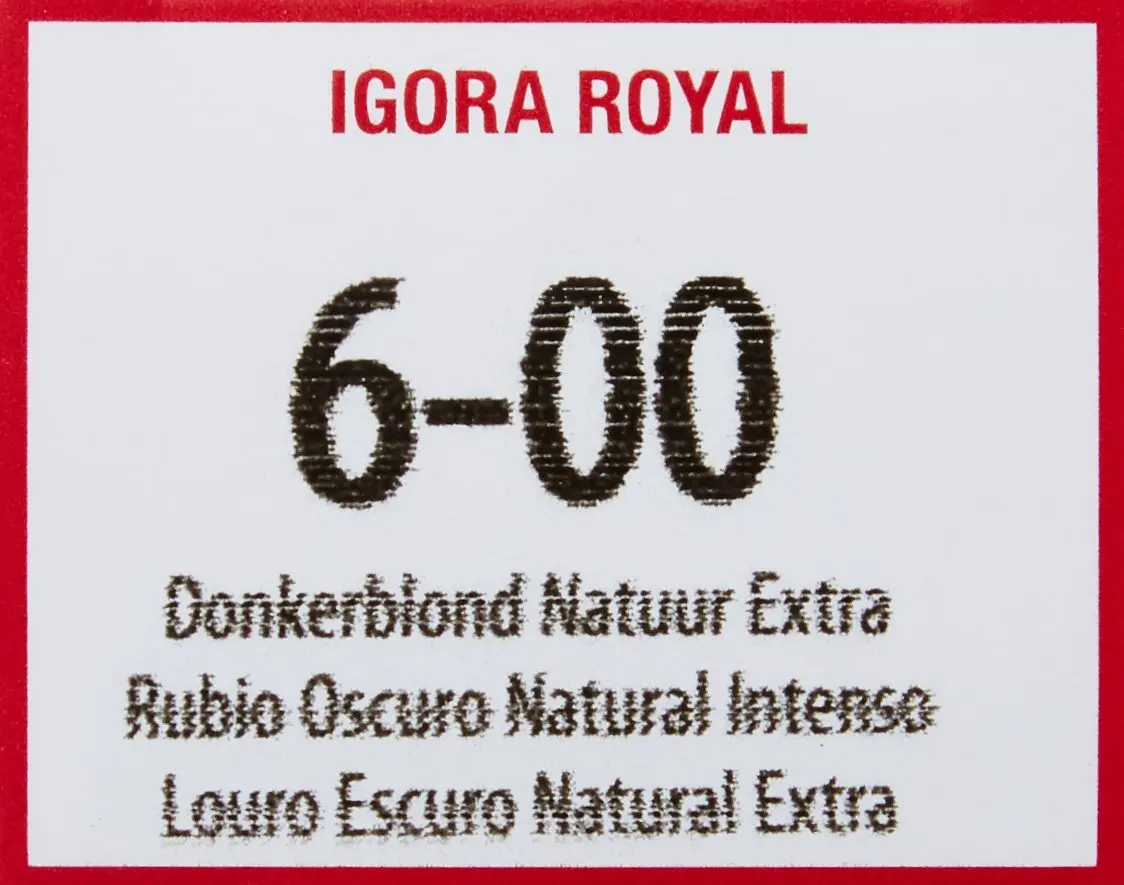 IGORA ROYAL
6-00
Donkerblond Natuur Extra
Rubio Oscuro Natural Intenso
Louro Escuro Natural Extra